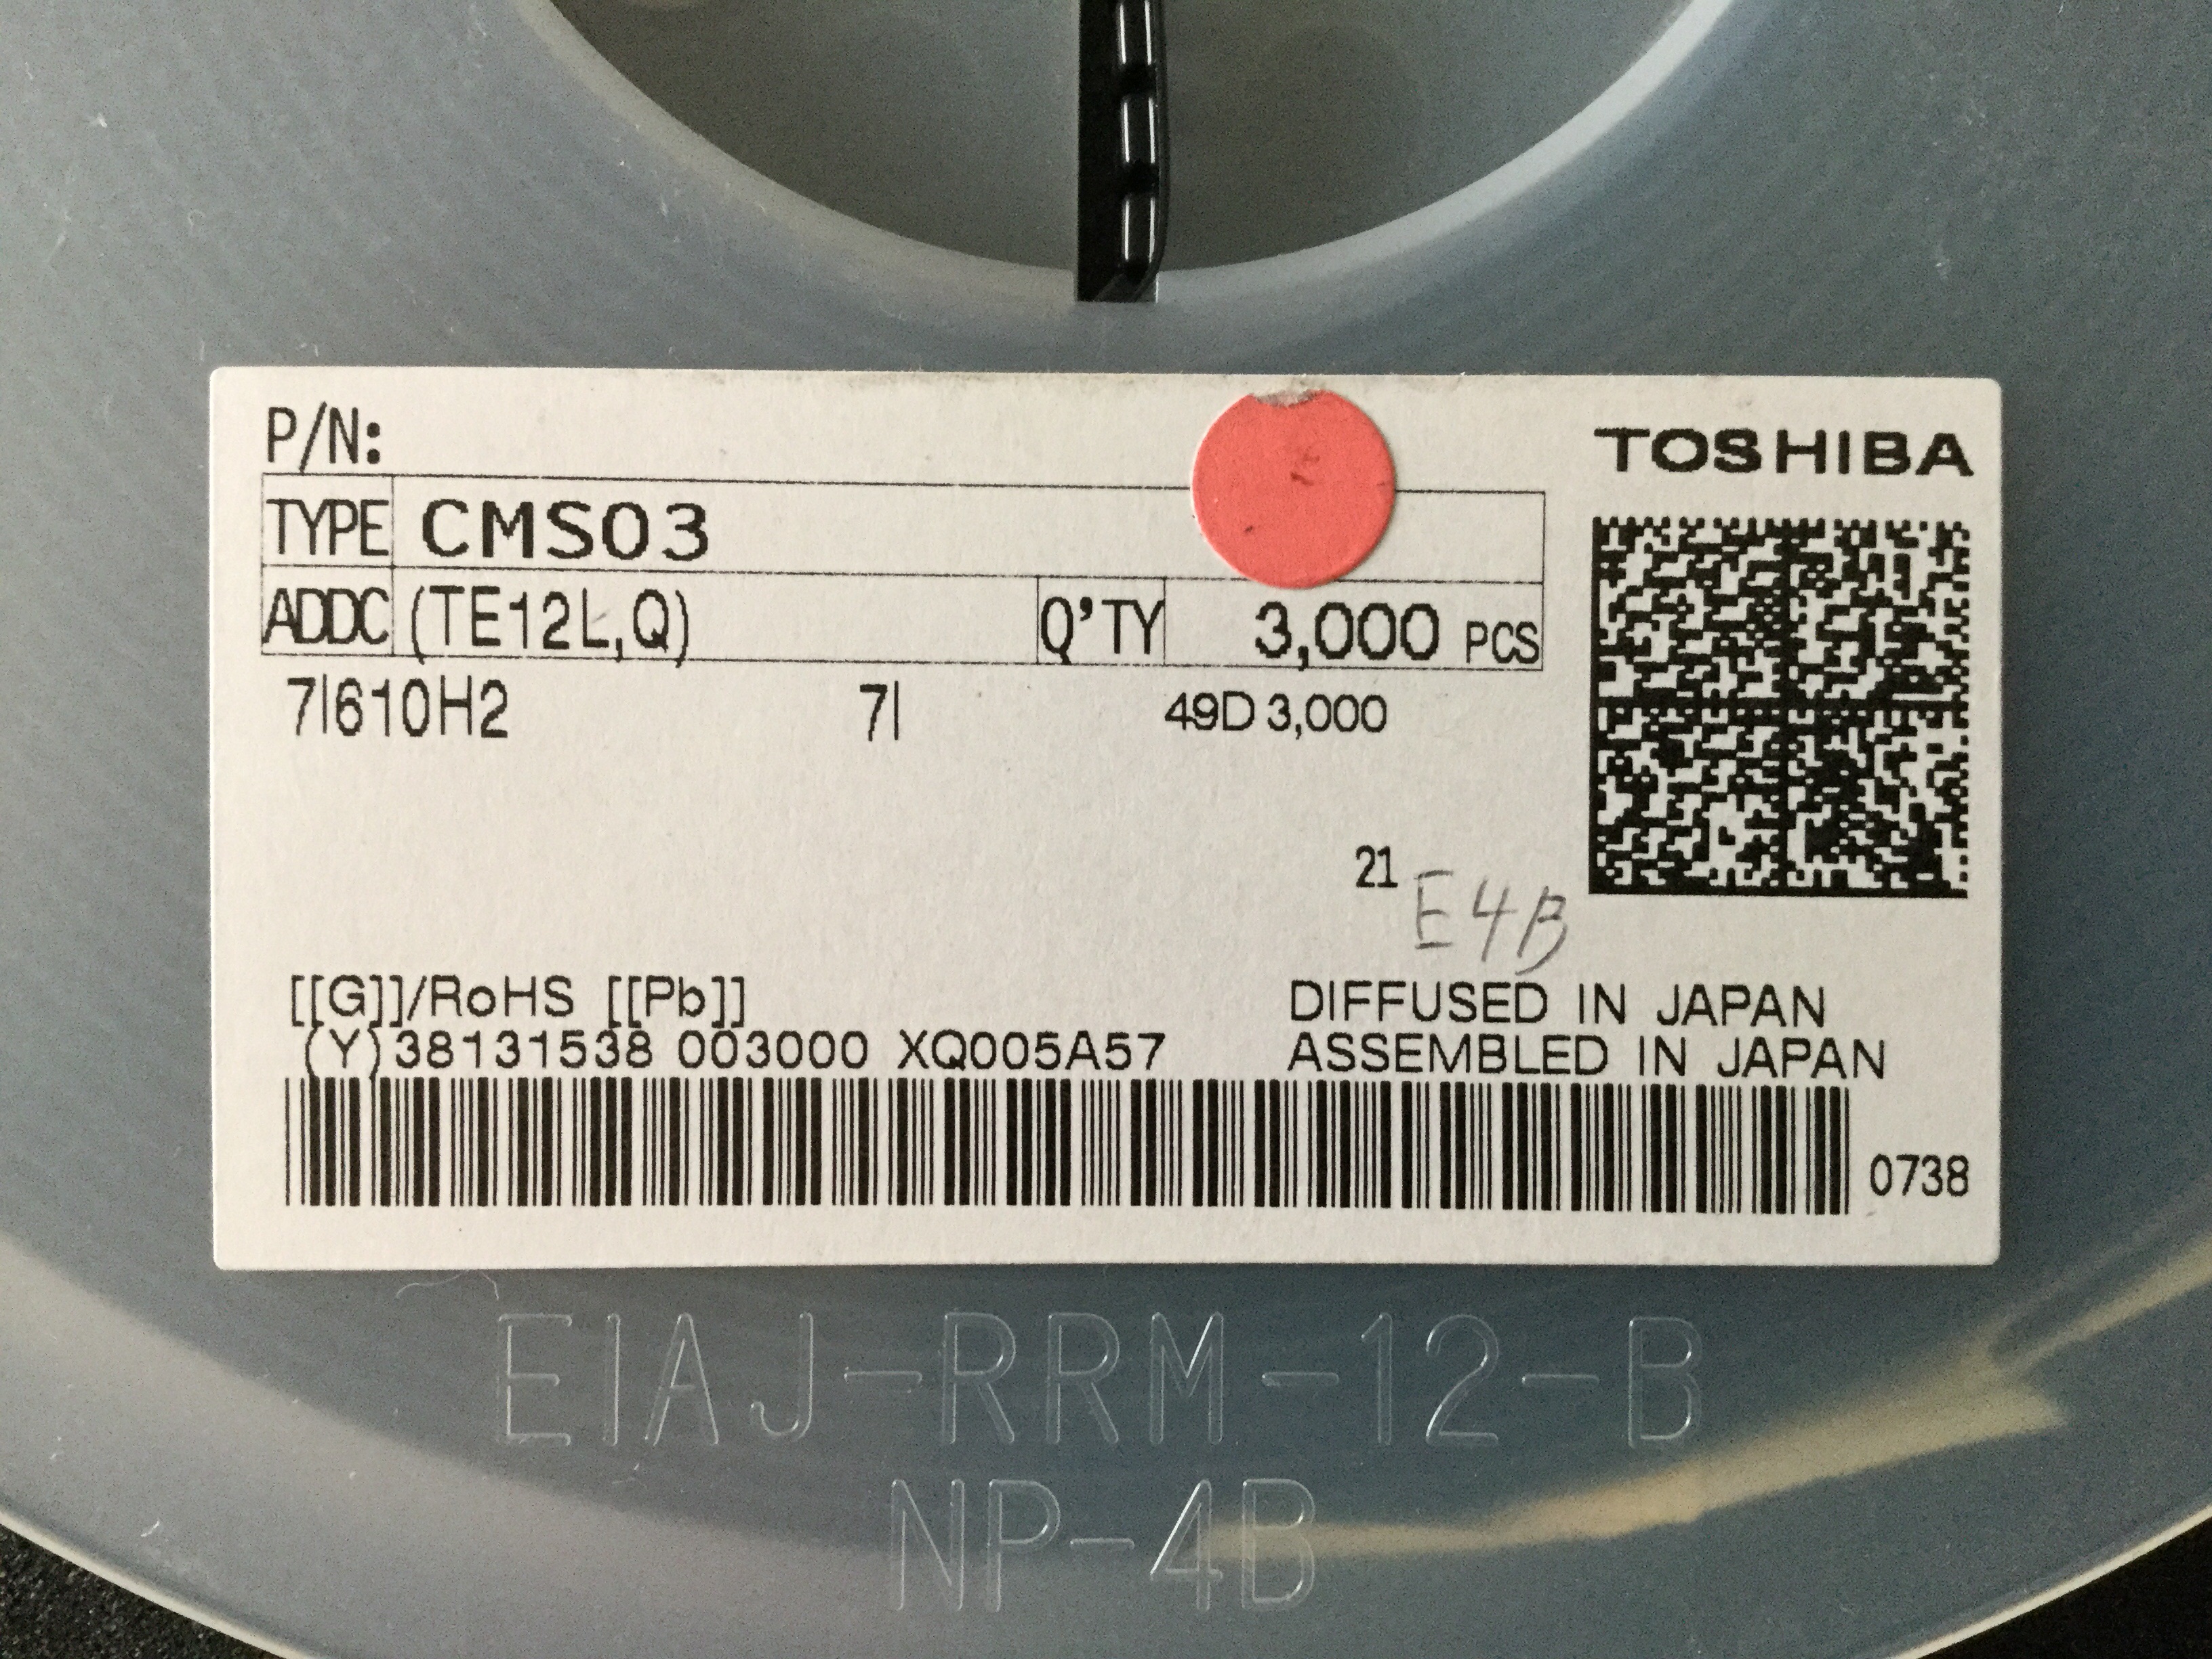 P/N:
TOSHIBA
TYPE CMS03
ADDC (TE12L,Q) Q'TY 3,000 PCS
7I610H2 7I 49D 3,000
21
E4B
[[G]]/RoHS [[Pb]]
DIFFUSED IN JAPAN
(Y)38131538 003000 XQ005A57
ASSEMBLED IN JAPAN
0738
EIAJ-RRM-12-B
NP-4B